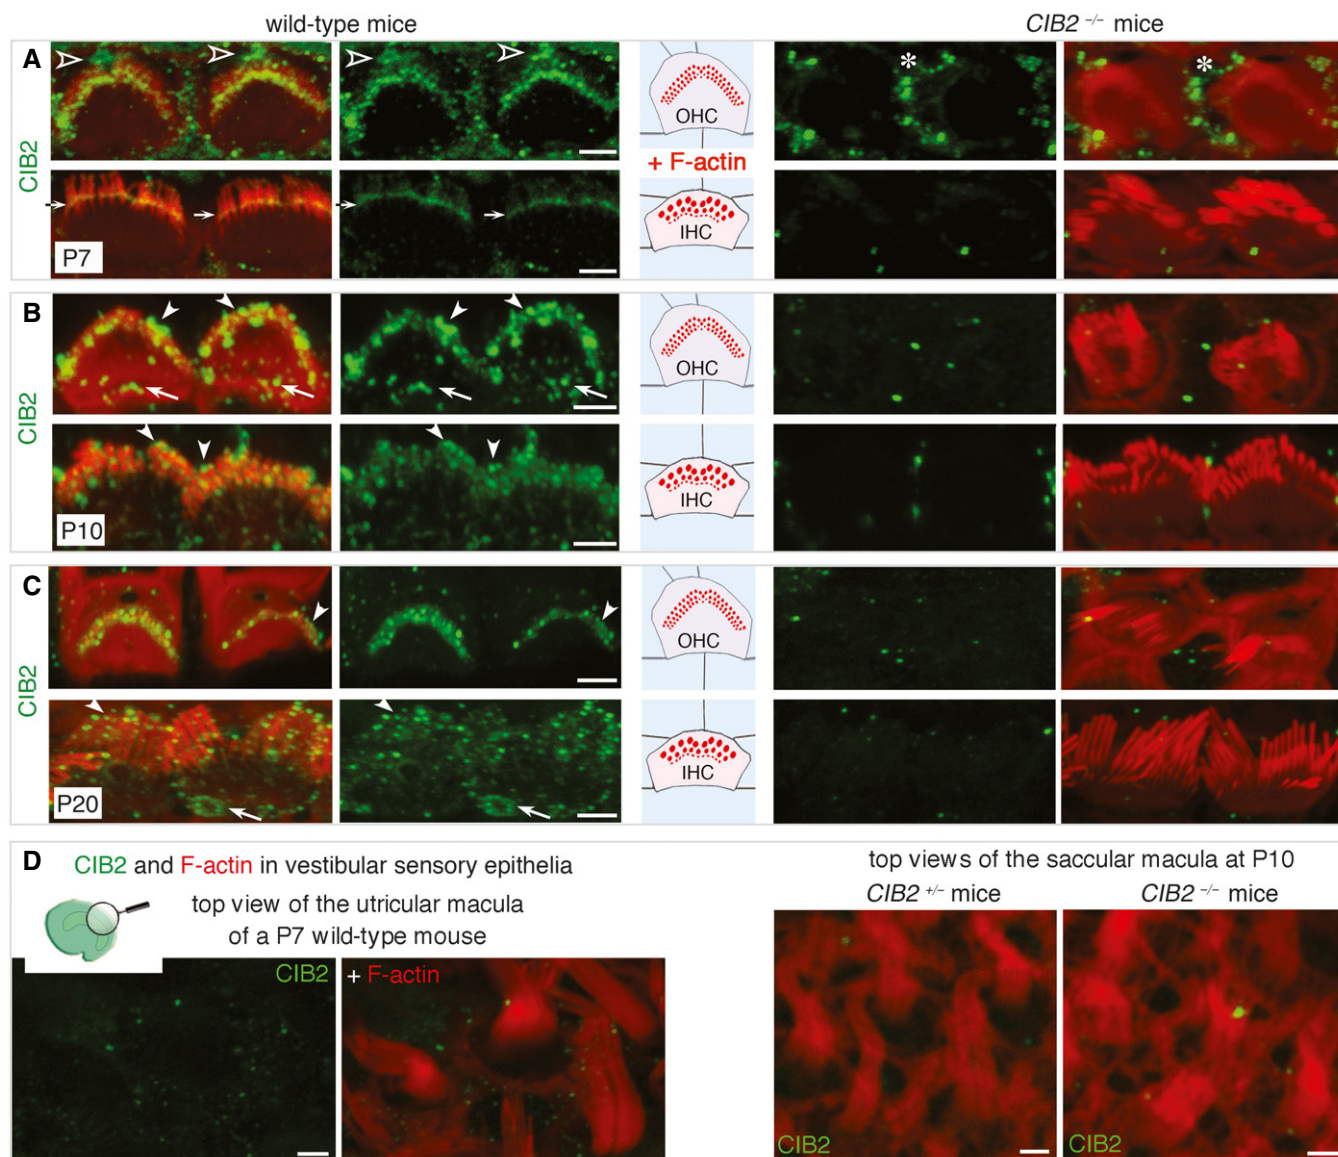 wild-type mice
CIB2 –/– mice
A
CIB2
P7
OHC
+ F-actin
IHC
*
*
B
CIB2
P10
OHC
IHC
C
CIB2
P20
OHC
IHC
D
CIB2 and F-actin in vestibular sensory epithelia
top view of the utricular macula
of a P7 wild-type mouse
CIB2
+ F-actin
top views of the saccular macula at P10
CIB2 +/– mice
CIB2 –/– mice
CIB2
CIB2